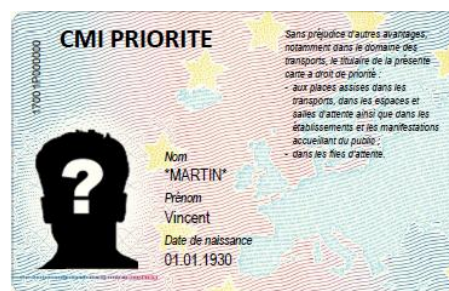 CMI PRIORITE
17001P000000
Sans préjudice d'autres avantages,
notamment dans le domaine des
transports, le titulaire de la présente
carte a droit de priorité :
- aux places assises dans les
transports, dans les espaces et
salles d'attente ainsi que dans les
établissements et les manifestations
accueillant du public ;
- dans les files d'attente.
?
Nom
*MARTIN*
Prénom
Vincent
Date de naissance
01.01.1930